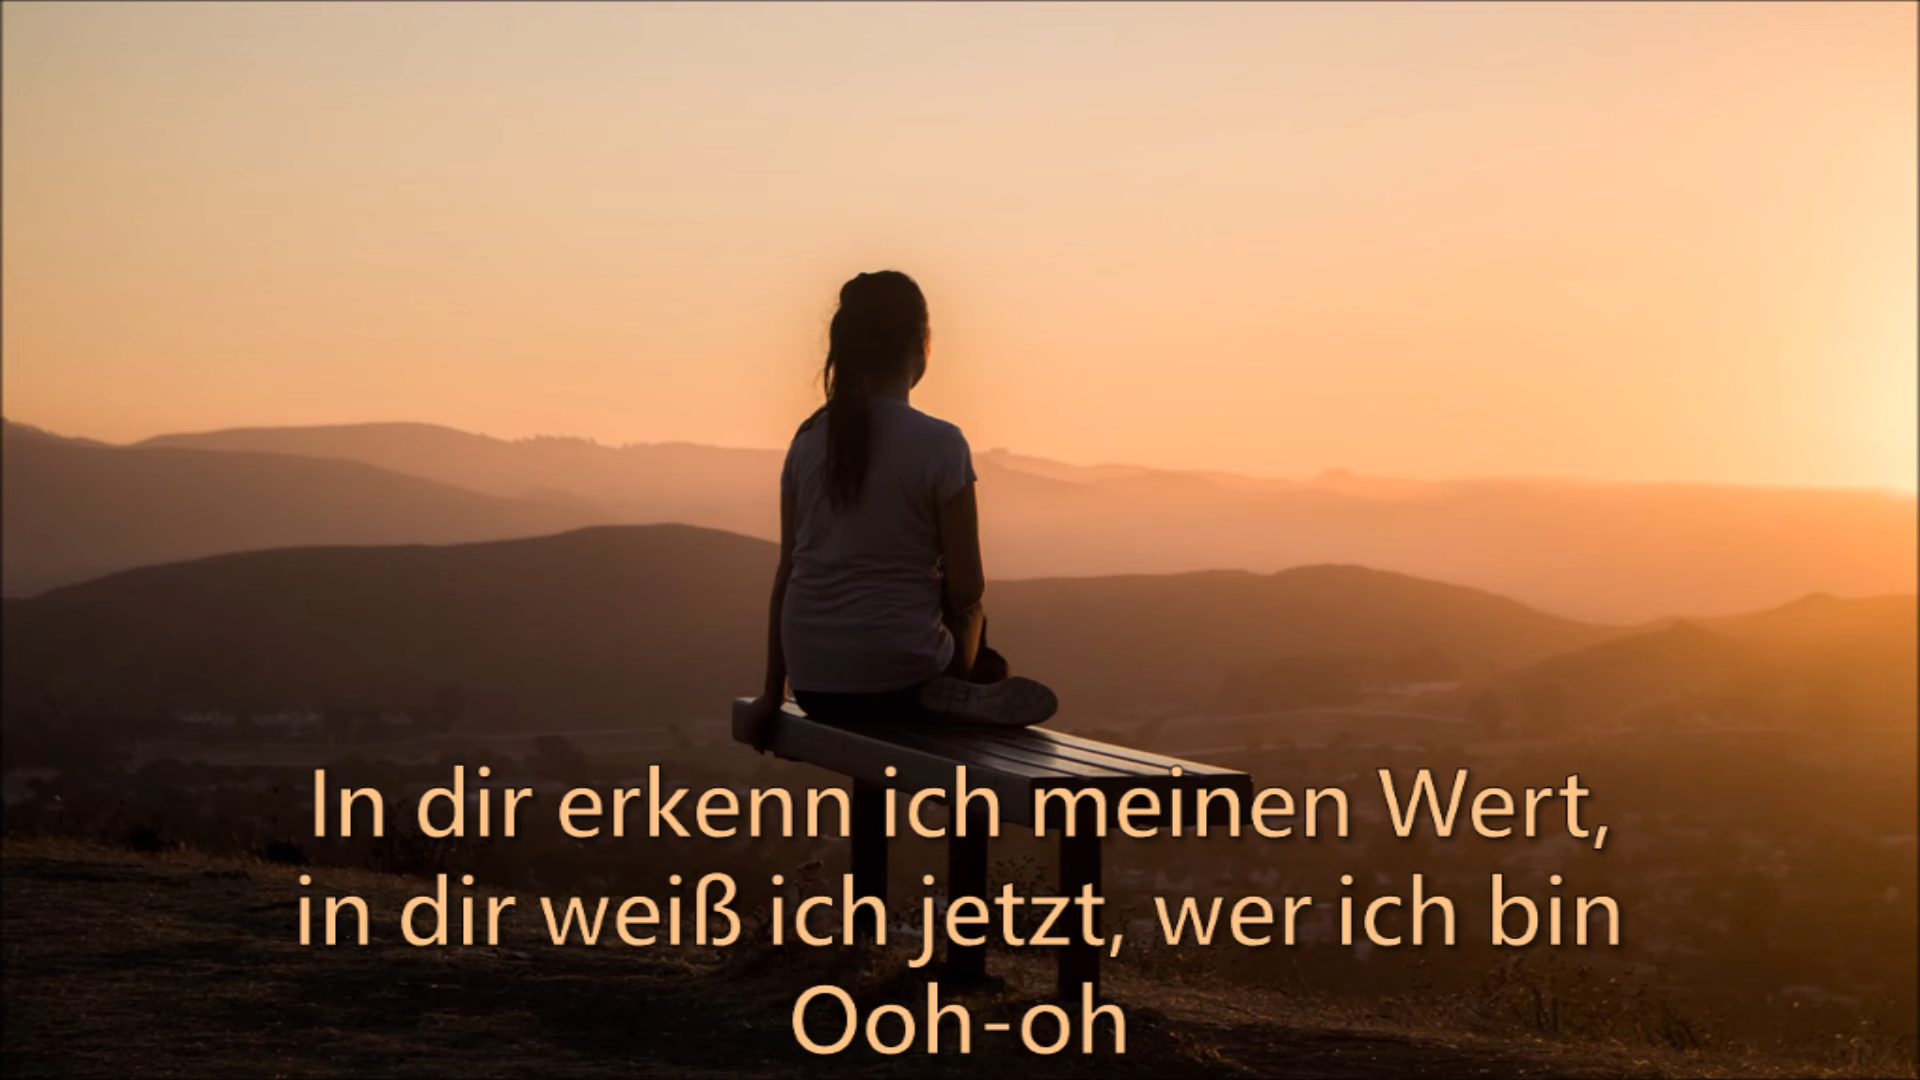 In dir erkenn ich meinen Wert,
in dir weiß ich jetzt, wer ich bin
Ooh-oh